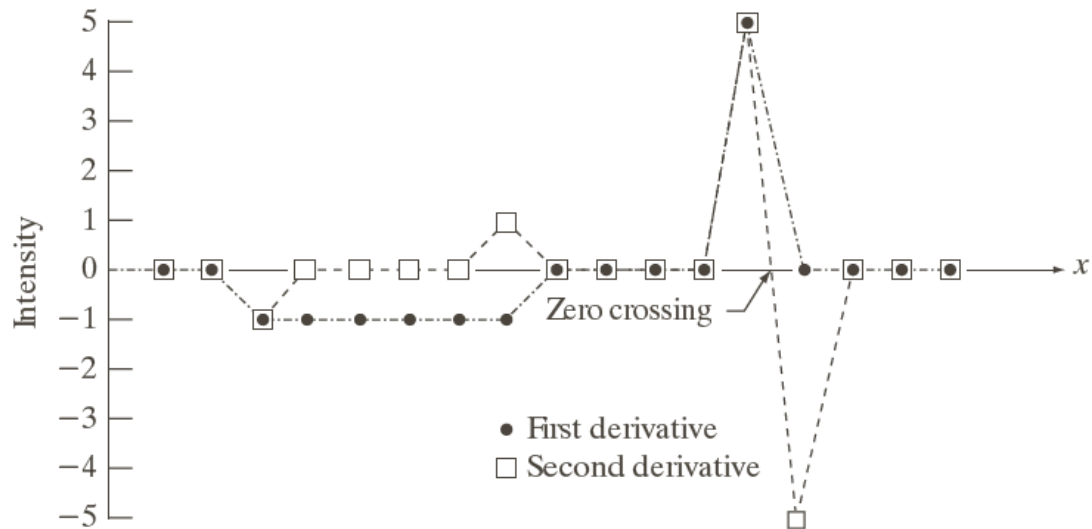 5
4
3
2
1
0
−1
−2
−3
−4
−5
Intensity
x
Zero crossing
First derivative
Second derivative